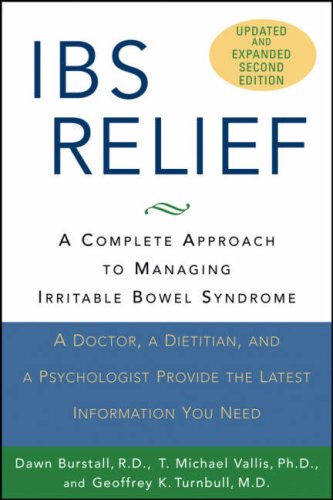 UPDATED
AND
EXPANDED
SECOND
EDITION
IBS
RELIEF
A COMPLETE APPROACH
TO MANAGING
IRRITABLE BOWEL SYNDROME
A DOCTOR, A DIETITIAN, AND
A PSYCHOLOGIST PROVIDE THE LATEST
INFORMATION YOU NEED
Dawn Burstall, R.D., T. Michael Vallis, Ph.D.,
and Geoffrey K. Turnbull, M.D.